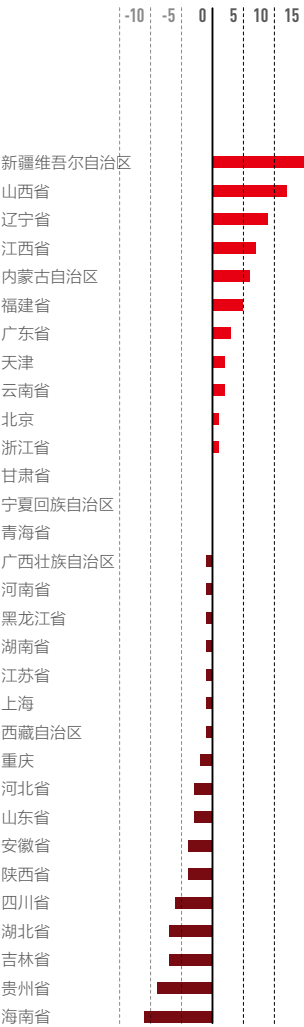 -10 -5 0 5 10 15
新疆维吾尔自治区
山西省
辽宁省
江西省
内蒙古自治区
福建省
广东省
天津
云南省
北京
浙江省
甘肃省
宁夏回族自治区
青海省
广西壮族自治区
河南省
黑龙江省
湖南省
江苏省
上海
西藏自治区
重庆
河北省
山东省
安徽省
陕西省
四川省
湖北省
吉林省
贵州省
海南省